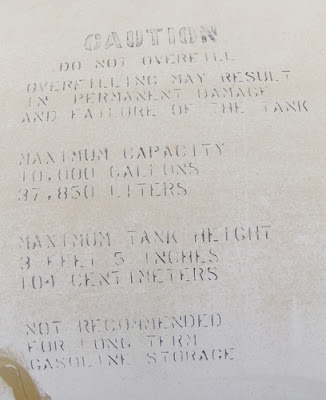 CAUTION
DO NOT OVERFILL
OVERFILLING MAY RESULT
IN PERMANENT DAMAGE
AND FAILURE OF THE TANK
MAXIMUM CAPACITY
10,000 GALLONS
37,850 LITERS
MAXIMUM TANK HEIGHT
3 FEET 5 INCHES
104 CENTIMETERS
NOT RECOMMENDED
FOR LONG TERM
GASOLINE STORAGE